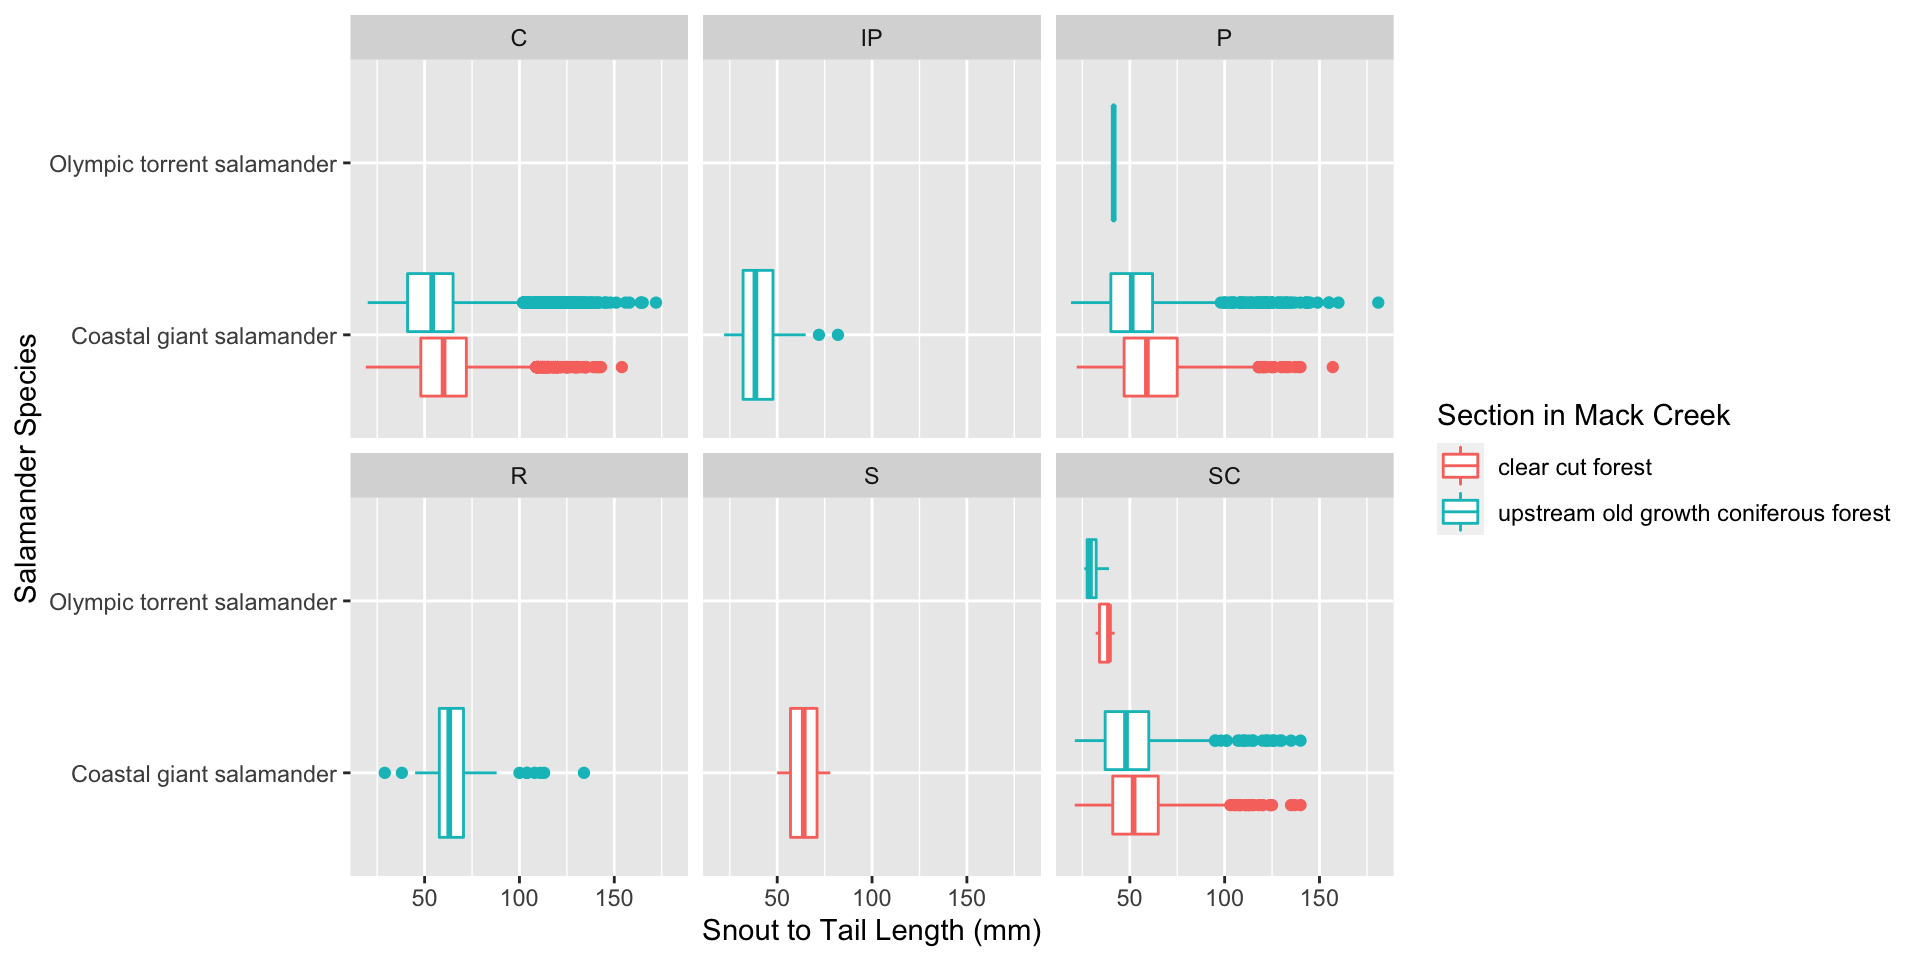 C
IP
P
Olympic torrent salamander
Coastal giant salamander
R
S
SC
Olympic torrent salamander
Coastal giant salamander
50 100 150
50 100 150
50 100 150
Snout to Tail Length (mm)
Salamander Species
Section in Mack Creek
clear cut forest
upstream old growth coniferous forest